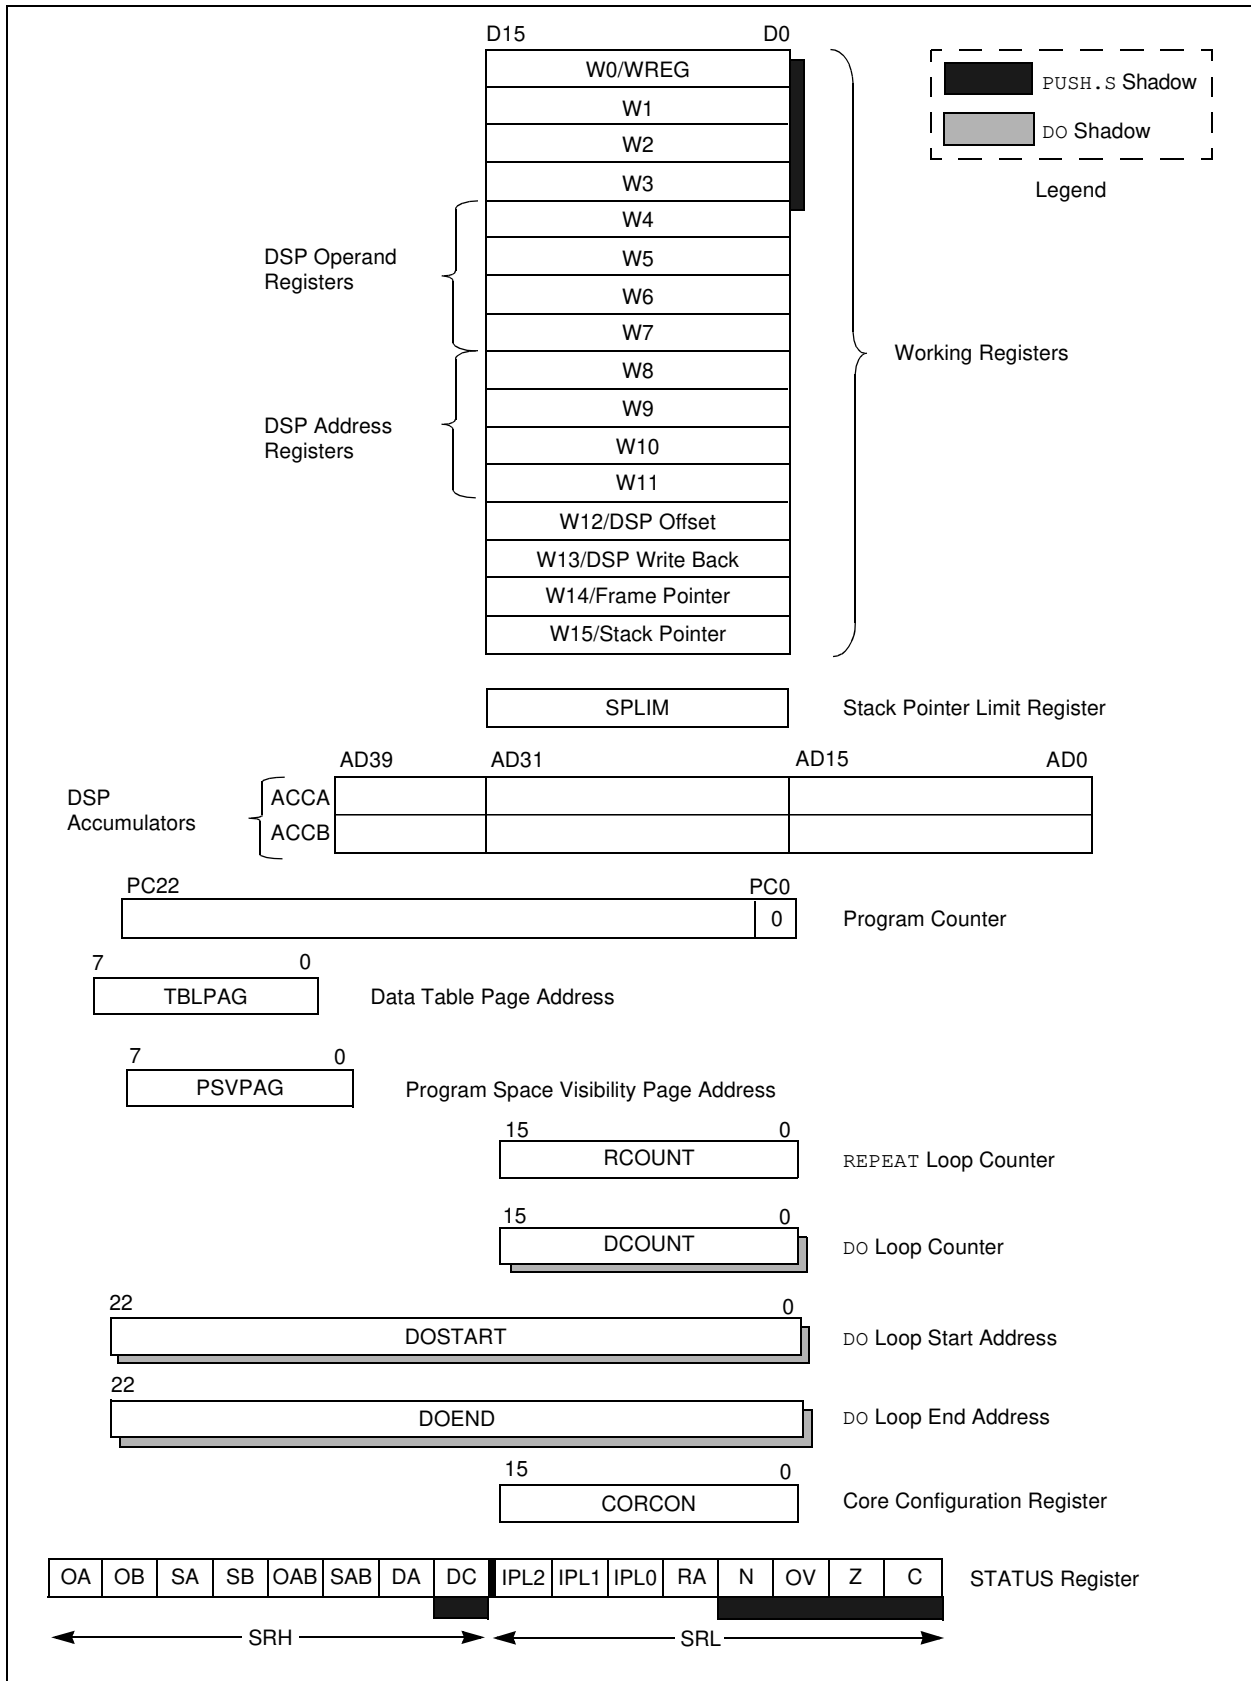 D15 D0
W0/WREG
PUSH.S Shadow
W1
DO Shadow
W2
W3
Legend
W4
DSP Operand
Registers
W5
W6
W7
Working Registers
W8
W9
DSP Address
Registers
W10
W11
W12/DSP Offset
W13/DSP Write Back
W14/Frame Pointer
W15/Stack Pointer
SPLIM Stack Pointer Limit Register
AD39 AD31 AD15 AD0
DSP
Accumulators
ACCA
ACCB
PC22 PC0
0 Program Counter
7 0
TBLPAG Data Table Page Address
7 0
PSVPAG Program Space Visibility Page Address
15 0
RCOUNT REPEAT Loop Counter
15 0
DCOUNT DO Loop Counter
22 0
DOSTART DO Loop Start Address
22
DOEND DO Loop End Address
15 0
CORCON Core Configuration Register
OA OB SA SB OAB SAB DA DC IPL2 IPL1 IPL0 RA N OV Z C STATUS Register
SRH SRL